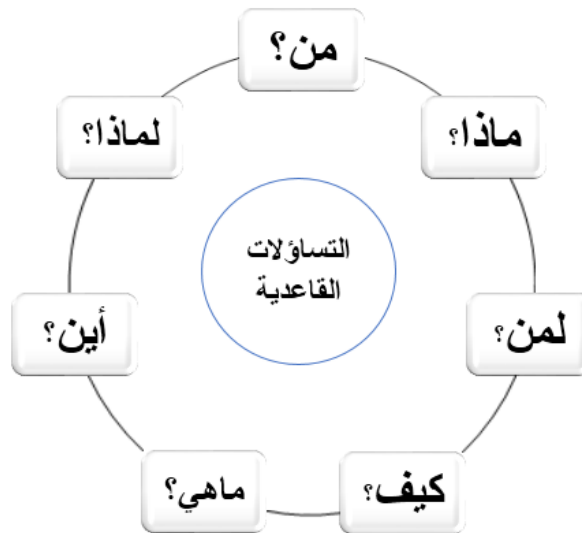 من؟
ماذا؟
لمن؟
كيف؟
ماهي؟
أين؟
لماذا؟
التساؤلات
القاعدية